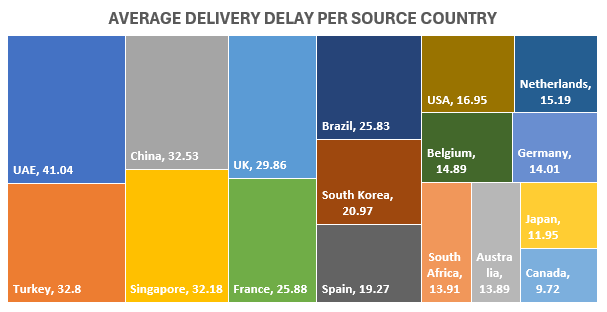 AVERAGE DELIVERY DELAY PER SOURCE COUNTRY
UAE, 41.04
Turkey, 32.8
China, 32.53
Singapore, 32.18
UK, 29.86
France, 25.88
Brazil, 25.83
South Korea,
20.97
Spain, 19.27
USA, 16.95
Netherlands,
15.19
Belgium,
14.89
Germany,
14.01
South
Africa,
13.91
Austra
lia,
13.89
Japan,
11.95
Canada,
9.72